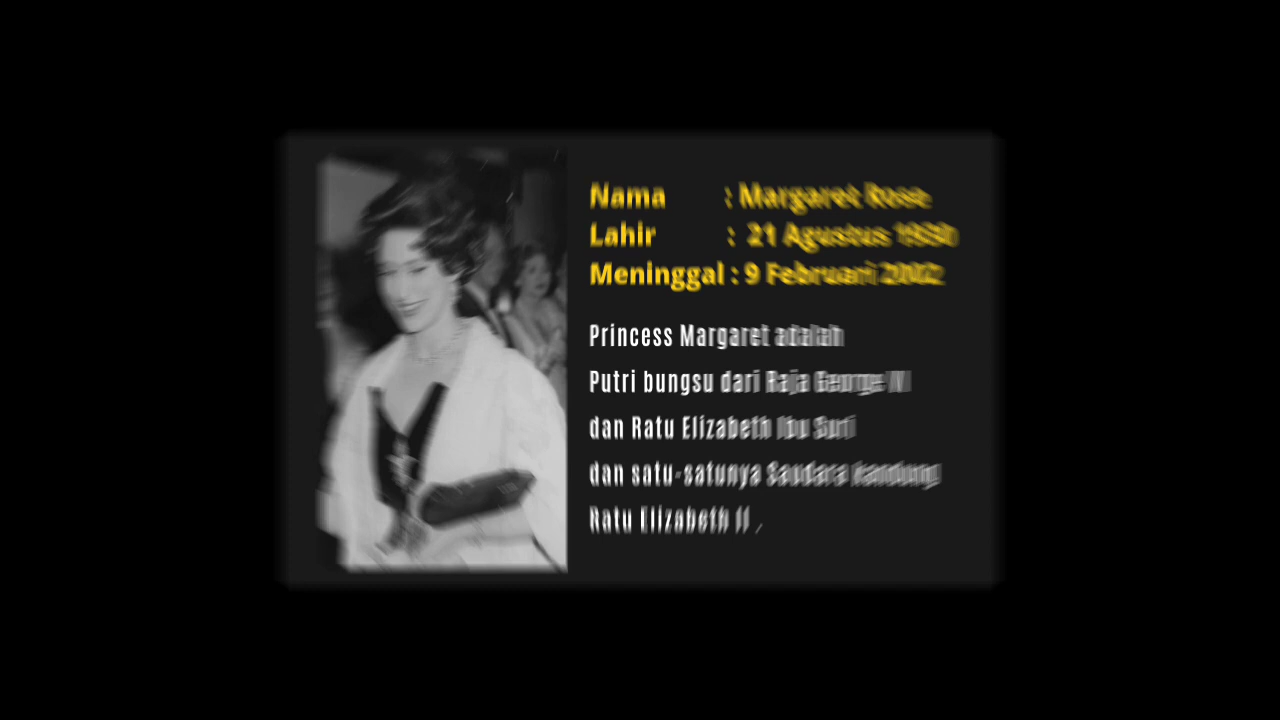 Nama : Margaret Rose
Lahir : 21 Agustus 1930
Meninggal : 9 Februari 2002
Princess Margaret adalah
Putri bungsu dari Raja George
dan Ratu Elizabeth Ibu Suri
dan satu-satunya Saudara kandung
Ratu Elizabeth II ,